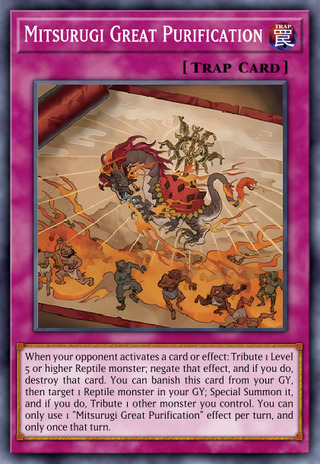 Mitsurugi Great Purification
TRAP
罠
[Trap Card]
When your opponent activates a card or effect: Tribute 1 Level
5 or higher Reptile monster; negate that effect, and if you do,
destroy that card. You can banish this card from your GY,
then target 1 Reptile monster in your GY; Special Summon it,
and if you do, Tribute 1 other monster you control. You can
only use 1 "Mitsurugi Great Purification" effect per turn, and
only once that turn.